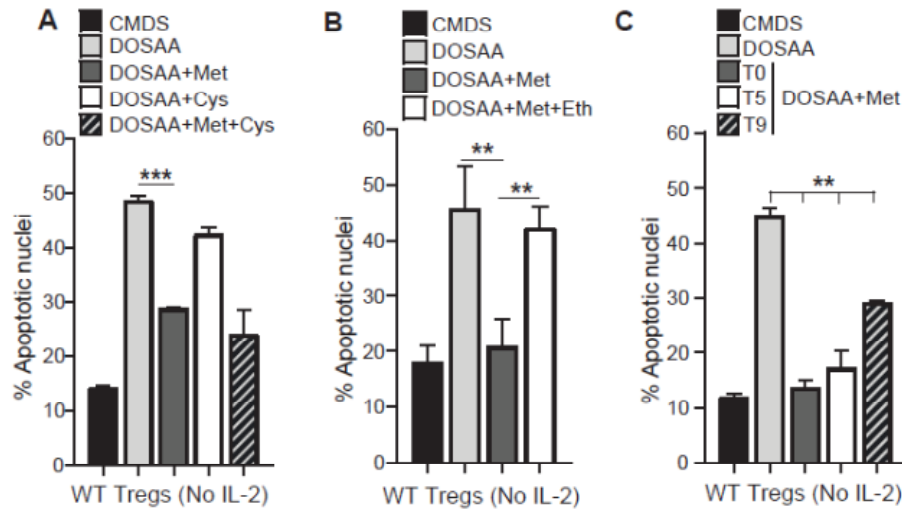 A
CMDS
DOSAA
DOSAA+Met
DOSAA+Cys
DOSAA+Met+Cys
% Apoptotic nuclei
60
50
40
30
20
10
0
***
WT Tregs (No IL-2)
B
CMDS
DOSAA
DOSAA+Met
DOSAA+Met+Eth
% Apoptotic nuclei
60
50
40
30
20
10
0
**
**
WT Tregs (No IL-2)
C
CMDS
DOSAA
T0
T5
T9
DOSAA+Met
% Apoptotic nuclei
60
50
40
30
20
10
0
**
WT Tregs (No IL-2)